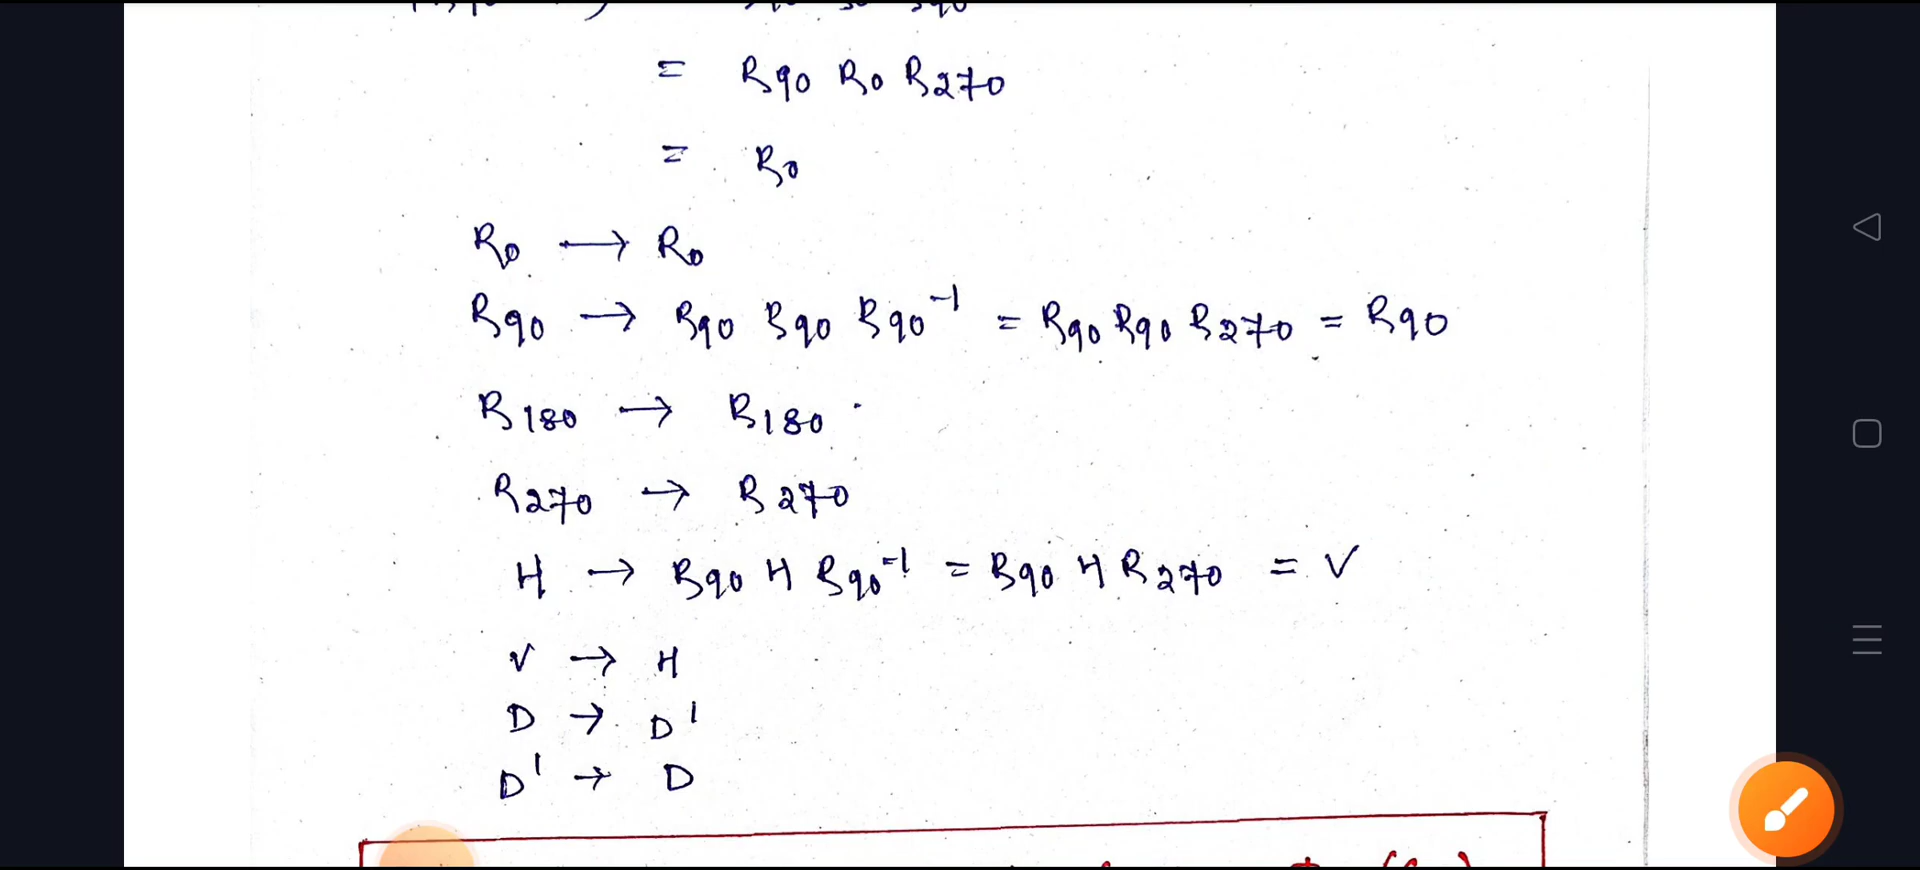 = R90 R0 R270
= R0
R0 → R0
R90 → R90 R90 R90⁻¹ = R90 R90 R270 = R90
R180 → R180
R270 → R270
H → R90 H R90⁻¹ = R90 H R270 = V
V → H
D → D'
D' → D